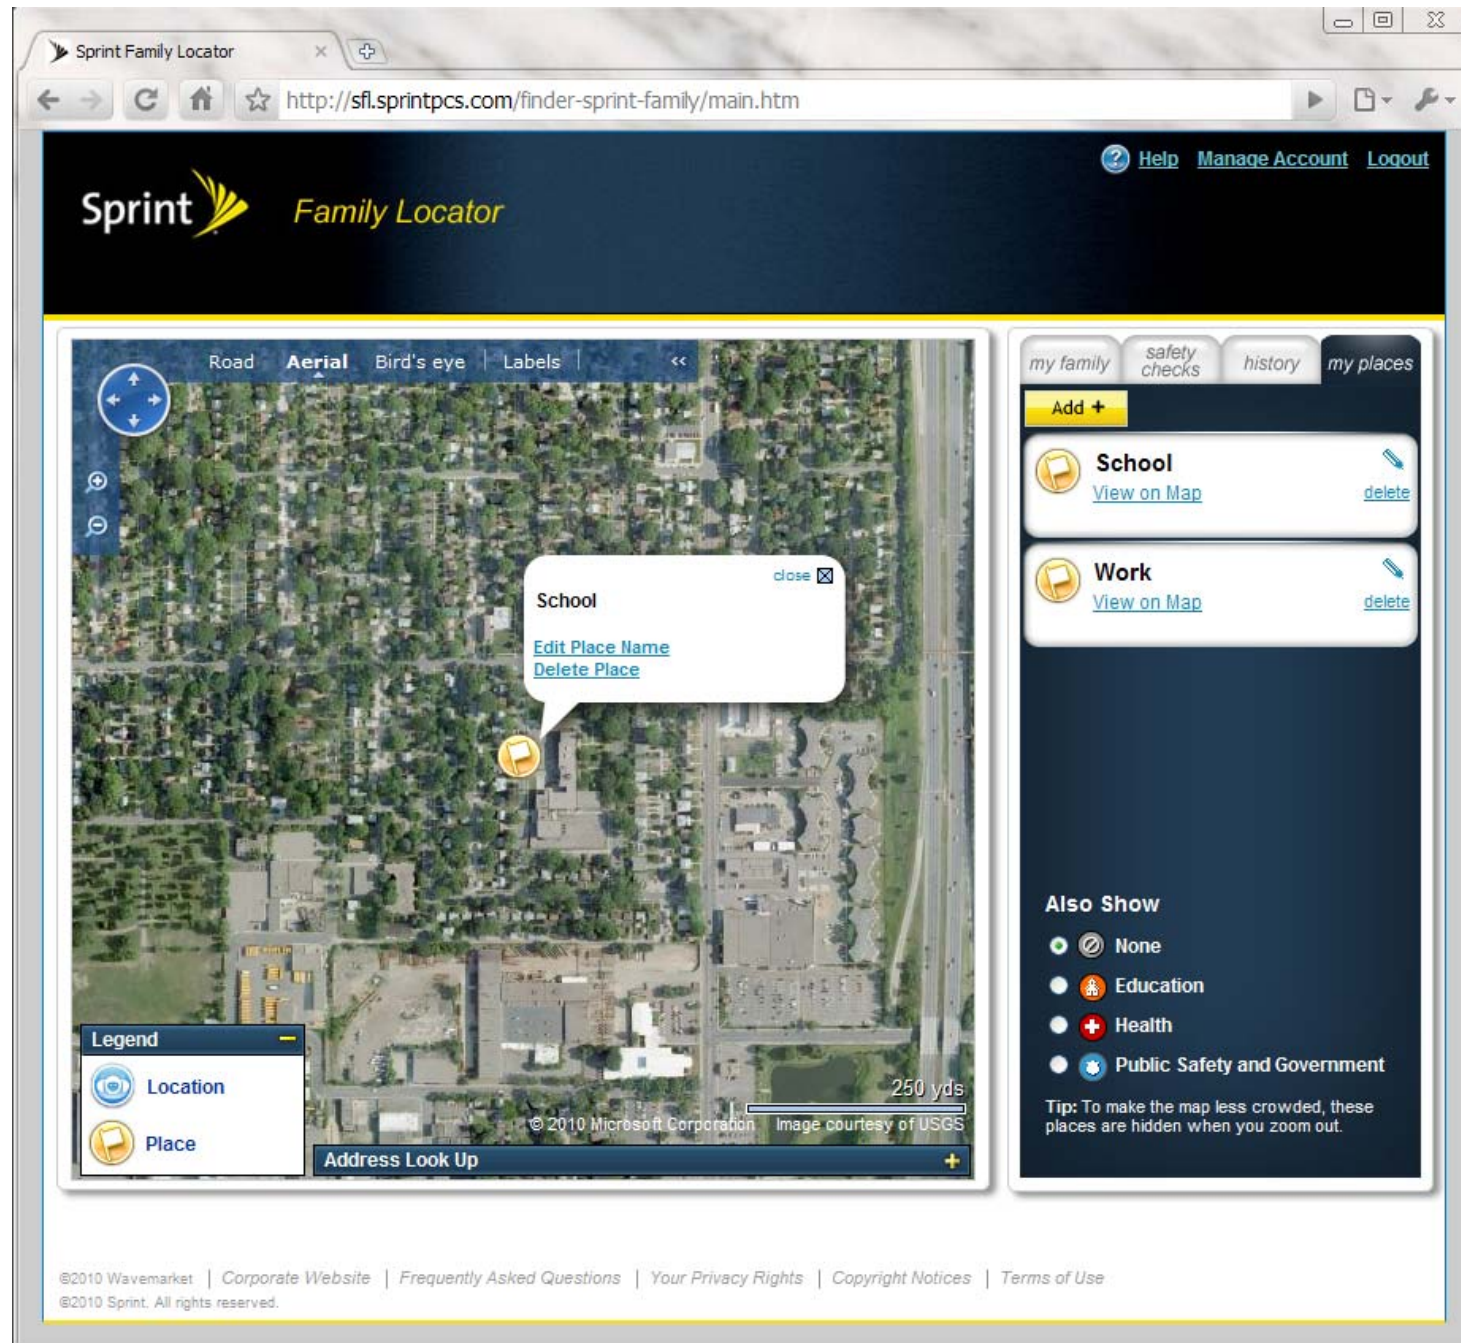 Sprint Family Locator
http://sfl.sprintpcs.com/finder-sprint-family/main.htm
Help Manage Account Logout
Sprint Family Locator
Road Aerial Bird's eye | Labels | <<
my family safety checks history my places
Add +
School
View on Map delete
Work
View on Map delete
close
School
Edit Place Name
Delete Place
Also Show
None
Education
Health
Public Safety and Government
Tip: To make the map less crowded, these
places are hidden when you zoom out.
Legend
Location
Place
250 yds
© 2010 Microsoft Corporation Image courtesy of USGS
Address Look Up +
©2010 Wavemarket | Corporate Website | Frequently Asked Questions | Your Privacy Rights | Copyright Notices | Terms of Use
©2010 Sprint. All rights reserved.